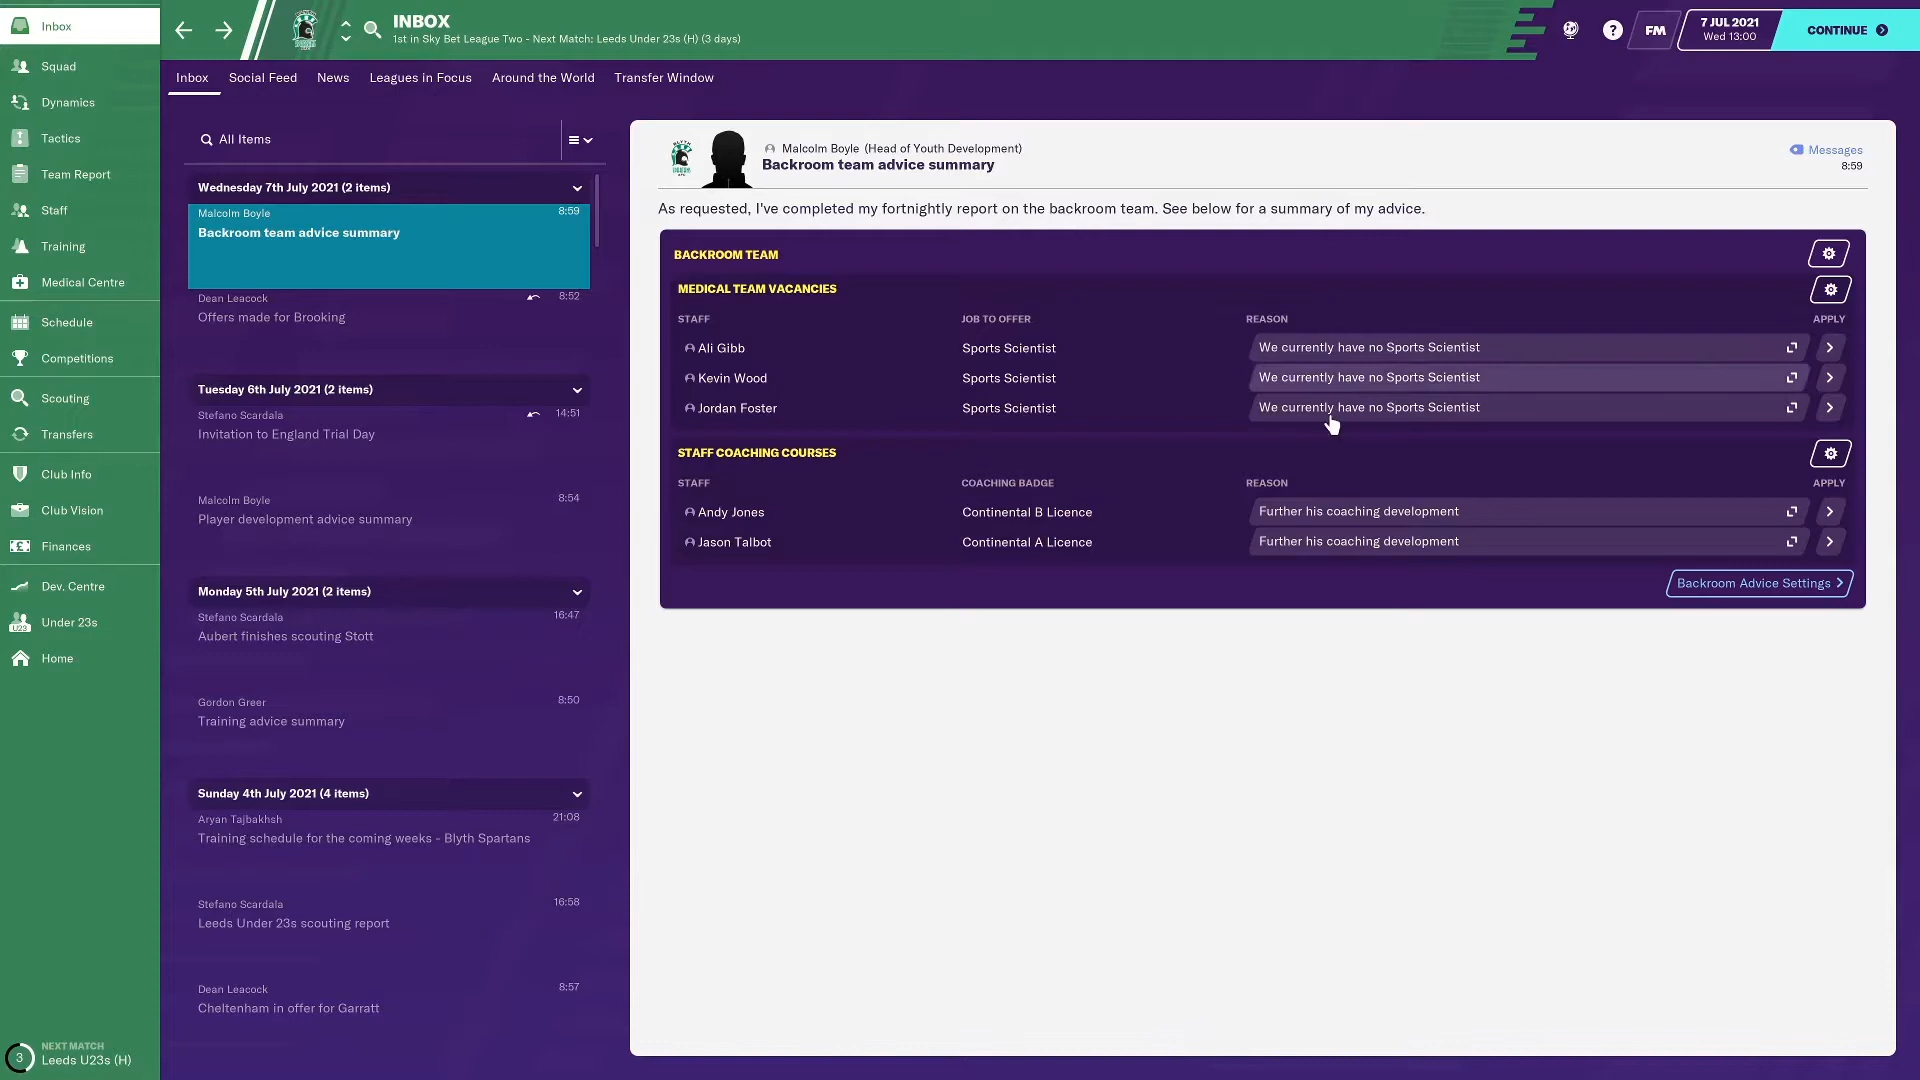 Inbox
Squad
Dynamics
Tactics
Team Report
Staff
Training
Medical Centre
Schedule
Competitions
Scouting
Transfers
Club Info
Club Vision
Finances
Dev. Centre
U23
Under 23s
Home
3
NEXT MATCH
Leeds U23s (H)
INBOX
1st in Sky Bet League Two - Next Match: Leeds Under 23s (H) (3 days)
?
FM
7 JUL 2021
Wed 13:00
CONTINUE
Inbox Social Feed News Leagues in Focus Around the World Transfer Window
All Items
Wednesday 7th July 2021 (2 items)
Malcolm Boyle 8:59
Backroom team advice summary
Dean Leacock 8:52
Offers made for Brooking
Tuesday 6th July 2021 (2 items)
Stefano Scardala 14:51
Invitation to England Trial Day
Malcolm Boyle 8:54
Player development advice summary
Monday 5th July 2021 (2 items)
Stefano Scardala 16:47
Aubert finishes scouting Stott
Gordon Greer 8:50
Training advice summary
Sunday 4th July 2021 (4 items)
Aryan Tajbakhsh 21:08
Training schedule for the coming weeks - Blyth Spartans
Stefano Scardala 16:58
Leeds Under 23s scouting report
Dean Leacock 8:57
Cheltenham in offer for Garratt
Malcolm Boyle (Head of Youth Development)
Backroom team advice summary
Messages
8:59
As requested, I've completed my fortnightly report on the backroom team. See below for a summary of my advice.
BACKROOM TEAM
MEDICAL TEAM VACANCIES
STAFF JOB TO OFFER REASON APPLY
Ali Gibb Sports Scientist We currently have no Sports Scientist
Kevin Wood Sports Scientist We currently have no Sports Scientist
Jordan Foster Sports Scientist We currently have no Sports Scientist
STAFF COACHING COURSES
STAFF COACHING BADGE REASON APPLY
Andy Jones Continental B Licence Further his coaching development
Jason Talbot Continental A Licence Further his coaching development
Backroom Advice Settings